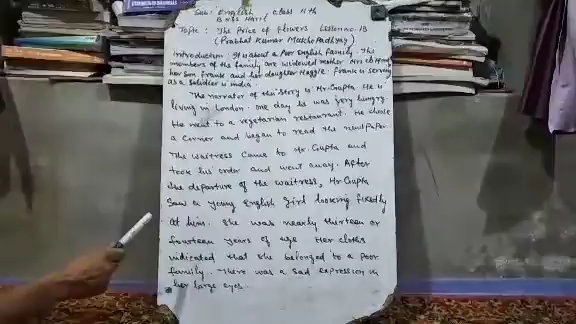 Sub: English class 11th
Topic: The Price of Flowers Lesson no. 13
(Prabhat Kumar Mukhopadhyay)
Introduction: It is about a Poor English family. The
members of the family are widowed mother Mrs
her son Frank and her daughter Maggie. Frank is serving
as a soldier in India.
The narrator of the story is Mr. Gupta. He is
living in London. One day he was very hungry.
He went to a vegetarian restaurant. He chose
a corner and began to read the newspaper
The waitress came to Mr. Gupta and
took his order and went away. After
the departure of the waitress, Mr. Gupta
saw a young English girl looking fixedly
at him. She was nearly thirteen or
fourteen years of age. Her cloths
indicated that she belonged to a poor
family. There was a sad expression in
her large eyes.